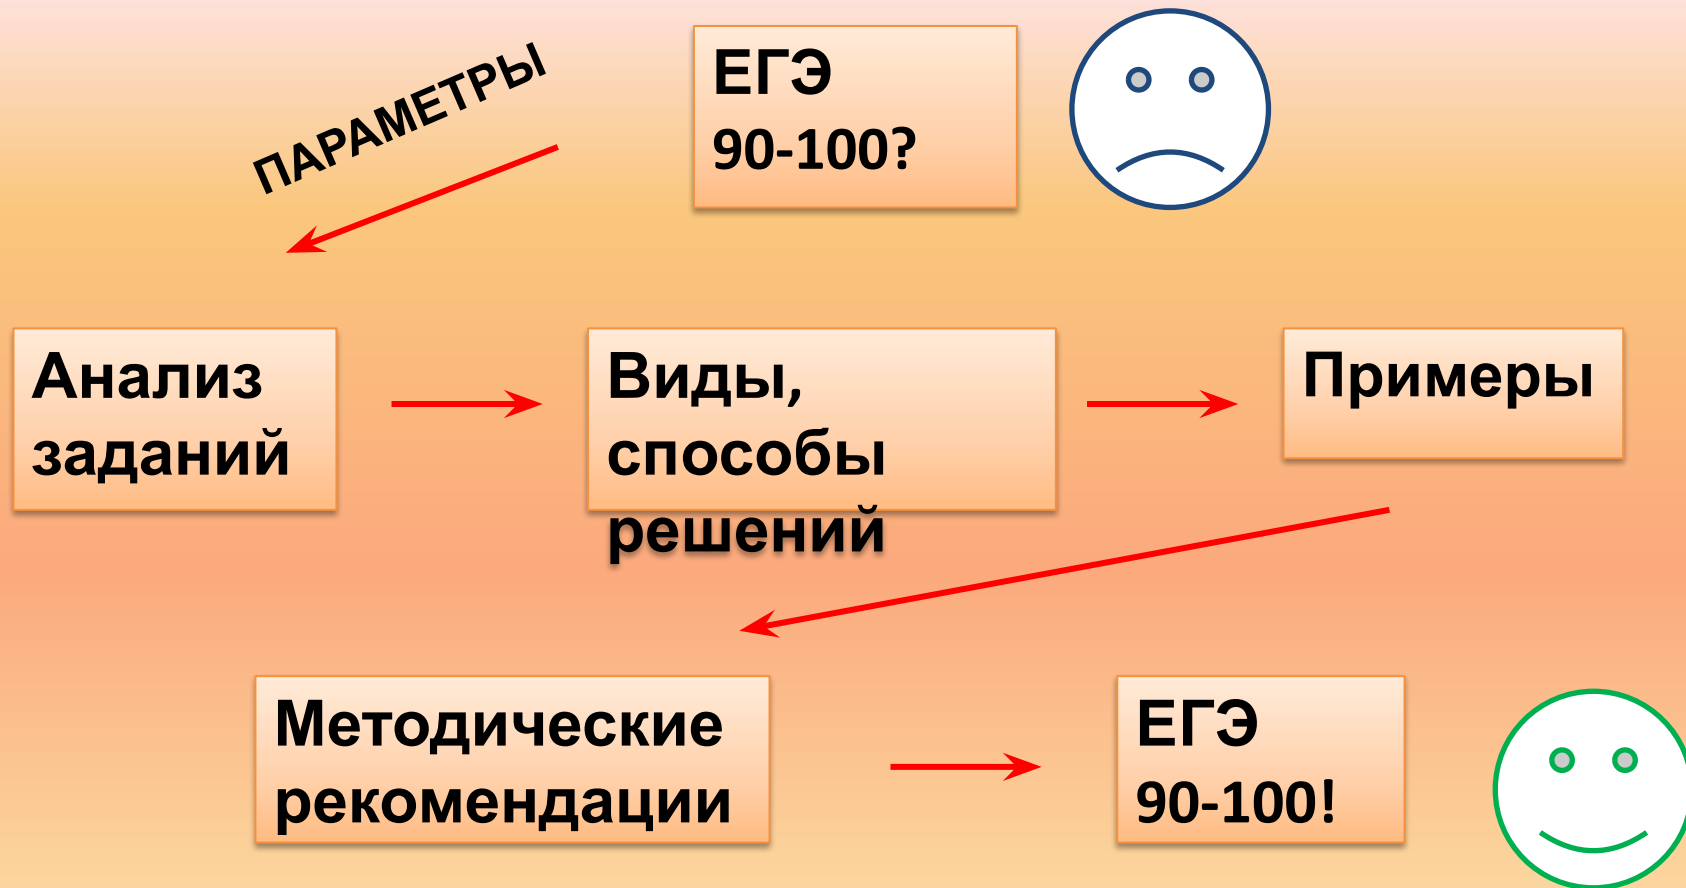 ПАРАМЕТРЫ
ЕГЭ
90-100?
Анализ
заданий
Виды,
способы
решений
Примеры
Методические
рекомендации
ЕГЭ
90-100!